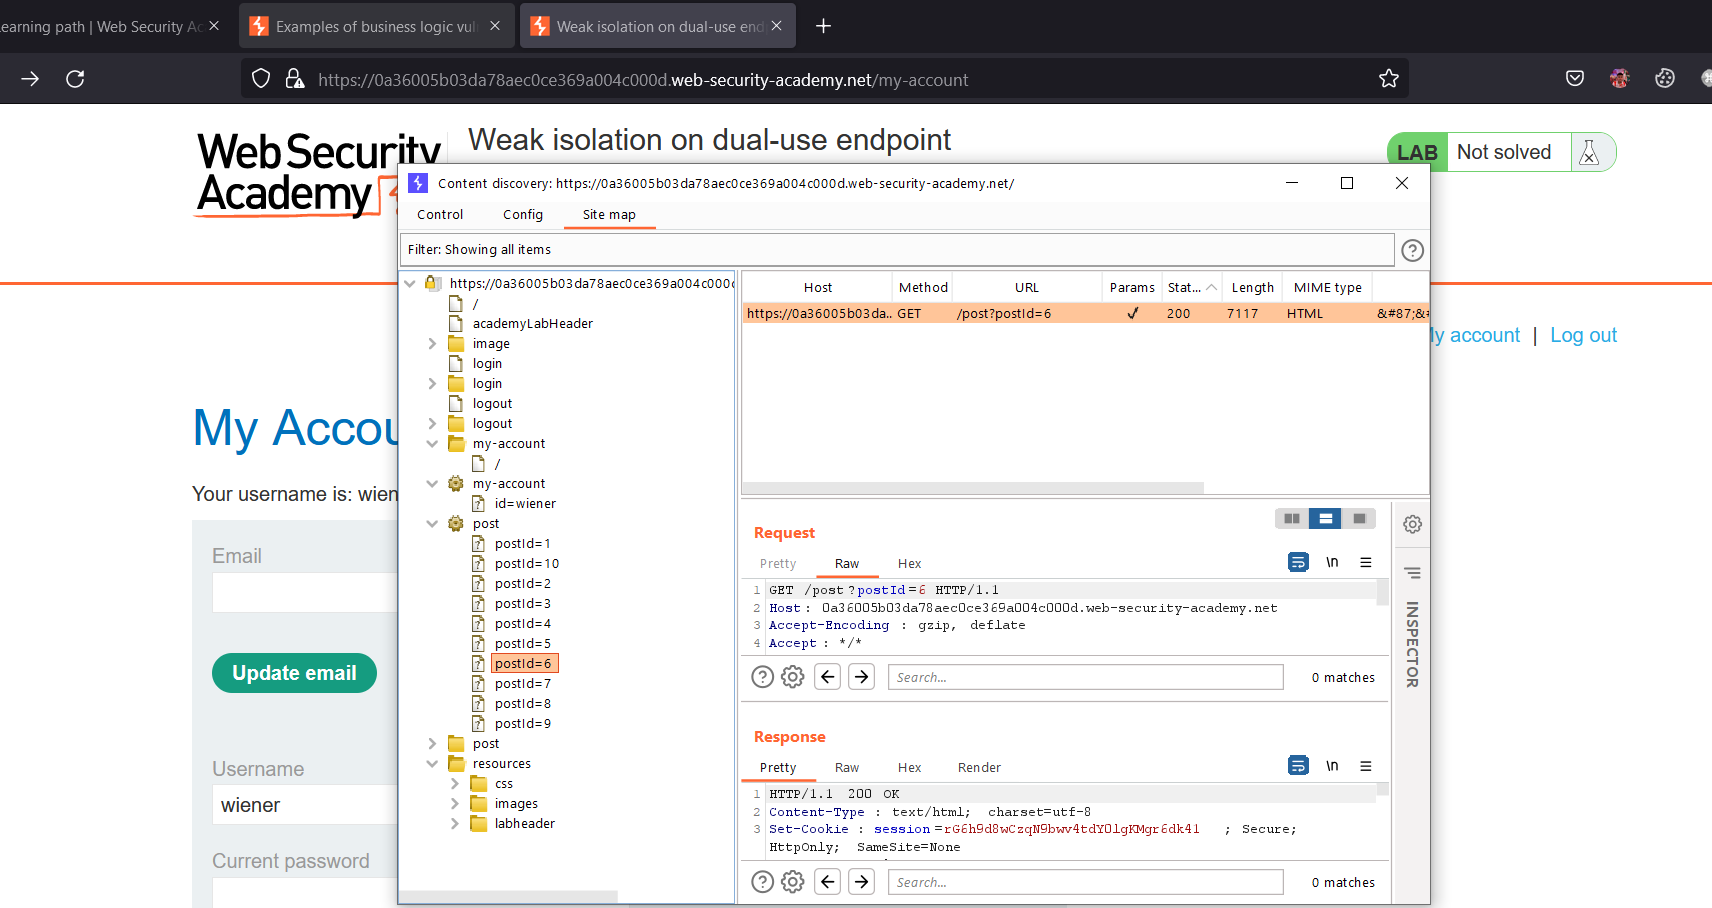 earning path | Web Security Ac
Examples of business logic vul
Weak isolation on dual-use end
https://0a36005b03da78aec0ce369a004c000d.web-security-academy.net/my-account
Web Security
Academy
Weak isolation on dual-use endpoint
LAB Not solved
Content discovery: https://0a36005b03da78aec0ce369a004c000d.web-security-academy.net/
Control Config Site map
Filter: Showing all items
https://0a36005b03da78aec0ce369a004c000d
/
academyLabHeader
image
login
login
logout
logout
my-account
/
my-account
id=wiener
post
postId=1
postId=10
postId=2
postId=3
postId=4
postId=5
postId=6
postId=7
postId=8
postId=9
post
resources
css
images
labheader
Host Method URL Params Stat... Length MIME type
https://0a36005b03da... GET /post?postId=6 ✓ 200 7117 HTML &#87;&#
My account | Log out
My Accou
Your username is: wien
Email
Update email
Username
wiener
Current password
Request
Pretty Raw Hex \n
1 GET /post?postId=6 HTTP/1.1
2 Host: 0a36005b03da78aec0ce369a004c000d.web-security-academy.net
3 Accept-Encoding: gzip, deflate
4 Accept: */*
Search... 0 matches
INSPECTOR
Response
Pretty Raw Hex Render \n
1 HTTP/1.1 200 OK
2 Content-Type: text/html; charset=utf-8
3 Set-Cookie: session=rG6h9d8wCzqN9bwv4tdY0lgKMgr6dk41; Secure;
HttpOnly; SameSite=None
Search... 0 matches